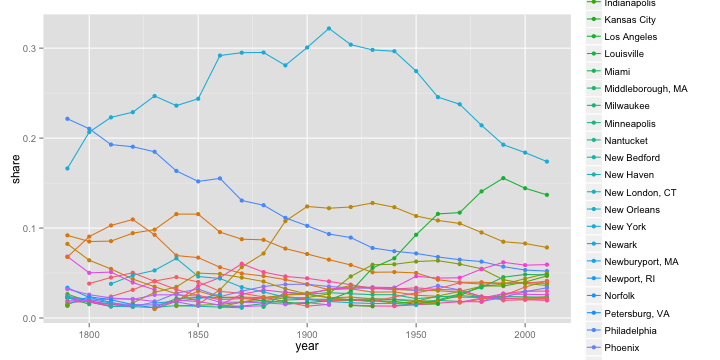 Indianapolis
Kansas City
Los Angeles
Louisville
Miami
Middleborough, MA
Milwaukee
Minneapolis
Nantucket
New Bedford
New Haven
New London, CT
New Orleans
New York
Newark
Newburyport, MA
Newport, RI
Norfolk
Petersburg, VA
Philadelphia
Phoenix
0.3
0.2
0.1
0.0
share
1800
1850
1900
1950
2000
year